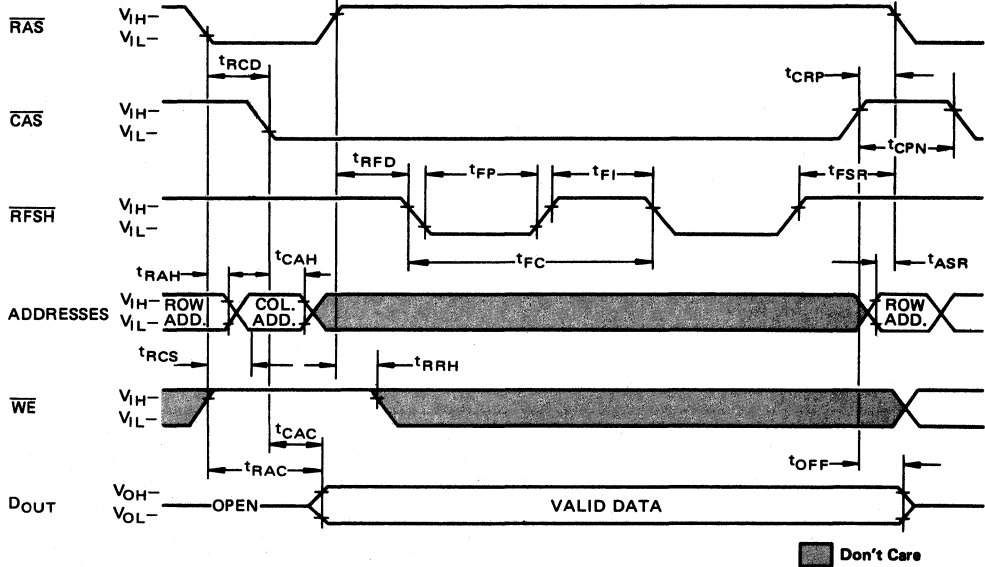 RAS VIH– VIL–
tRCD
tCRP
CAS VIH– VIL–
tCPN
tRFD tFP tFI tFSR
RFSH VIH– VIL–
tFC
tRAH tCAH tASR
ADDRESSES VIH– VIL– ROW ADD. COL. ADD. ROW ADD.
tRCS tRRH
WE VIH– VIL–
tCAC
tRAC
tOFF
DOUT VOH– VOL– OPEN VALID DATA
Don't Care